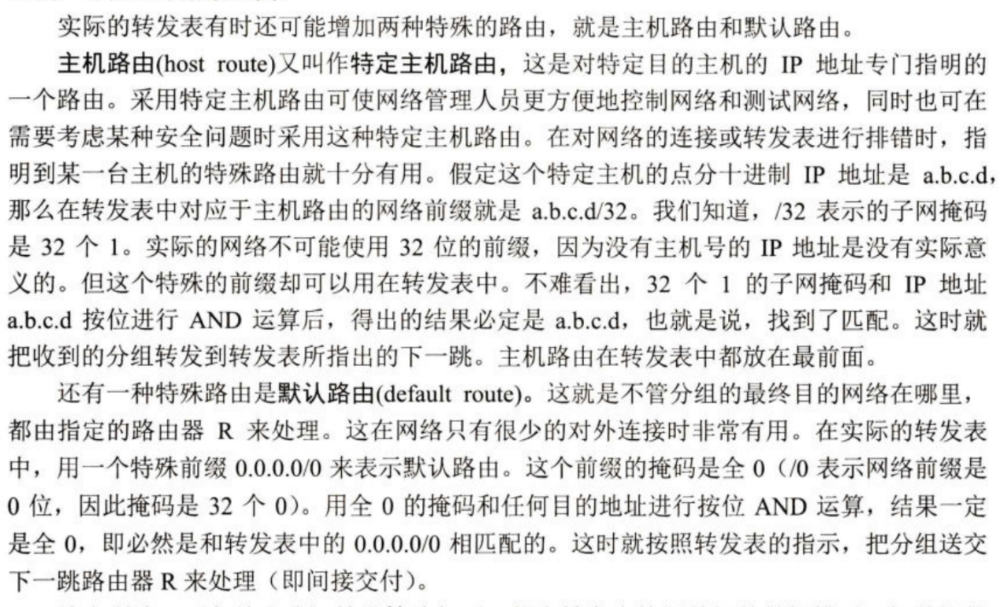 实际的转发表有时还可能增加两种特殊的路由，就是主机路由和默认路由。
主机路由(host route)又叫作特定主机路由，这是对特定目的主机的 IP 地址专门指明的
一个路由。采用特定主机路由可使网络管理人员更方便地控制网络和测试网络，同时也可在
需要考虑某种安全问题时采用这种特定主机路由。在对网络的连接或转发表进行排错时，指
明到某一台主机的特殊路由就十分有用。假定这个特定主机的点分十进制 IP 地址是 a.b.c.d，
那么在转发表中对应于主机路由的网络前缀就是 a.b.c.d/32。我们知道，/32 表示的子网掩码
是 32 个 1。实际的网络不可能使用 32 位的前缀，因为没有主机号的 IP 地址是没有实际意
义的。但这个特殊的前缀却可以用在转发表中。不难看出，32 个 1 的子网掩码和 IP 地址
a.b.c.d 按位进行 AND 运算后，得出的结果必定是 a.b.c.d，也就是说，找到了匹配。这时就
把收到的分组转发到转发表所指出的下一跳。主机路由在转发表中都放在最前面。
还有一种特殊路由是默认路由(default route)。这就是不管分组的最终目的网络在哪里，
都由指定的路由器 R 来处理。这在网络只有很少的对外连接时非常有用。在实际的转发表
中，用一个特殊前缀 0.0.0.0/0 来表示默认路由。这个前缀的掩码是全 0（/0 表示网络前缀是
0 位，因此掩码是 32 个 0）。用全 0 的掩码和任何目的地址进行按位 AND 运算，结果一定
是全 0，即必然是和转发表中的 0.0.0.0/0 相匹配的。这时就按照转发表的指示，把分组送交
下一跳路由器 R 来处理（即间接交付）。